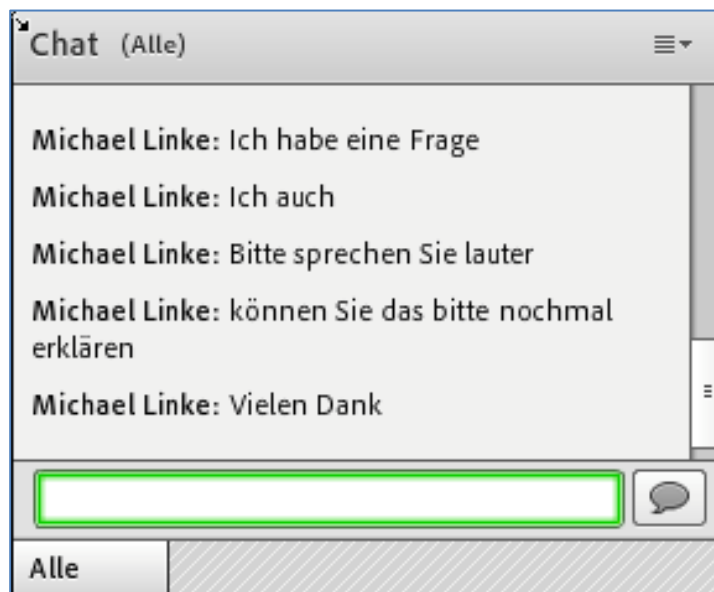 Chat (Alle)
Michael Linke: Ich habe eine Frage
Michael Linke: Ich auch
Michael Linke: Bitte sprechen Sie lauter
Michael Linke: können Sie das bitte nochmal
erklären
Michael Linke: Vielen Dank
Alle